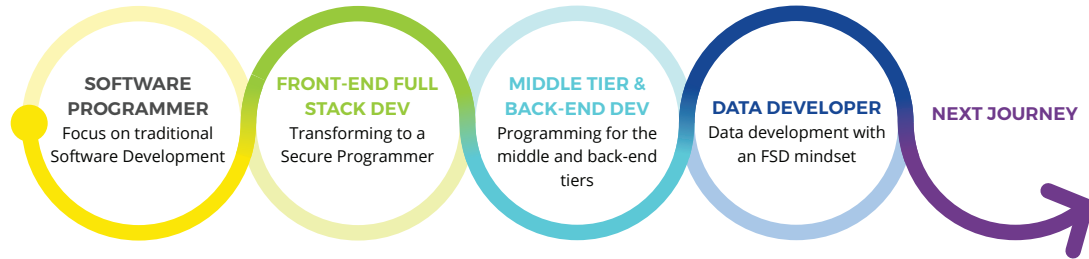 SOFTWARE
PROGRAMMER
Focus on traditional
Software Development
FRONT-END FULL
STACK DEV
Transforming to a
Secure Programmer
MIDDLE TIER &
BACK-END DEV
Programming for the
middle and back-end
tiers
DATA DEVELOPER
Data development with
an FSD mindset
NEXT JOURNEY